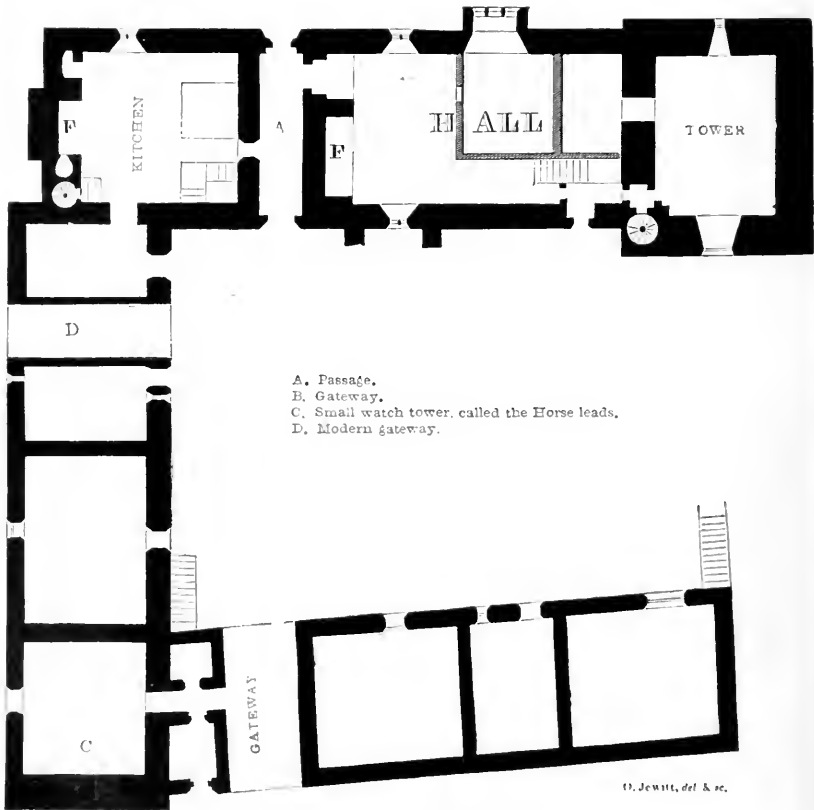 F
KITCHEN
A
F
HALL
TOWER
D
A. Passage.
B. Gateway.
C. Small watch tower, called the Horse leads.
D. Modern gateway.
GATEWAY
C
O. Jewitt, del & sc.